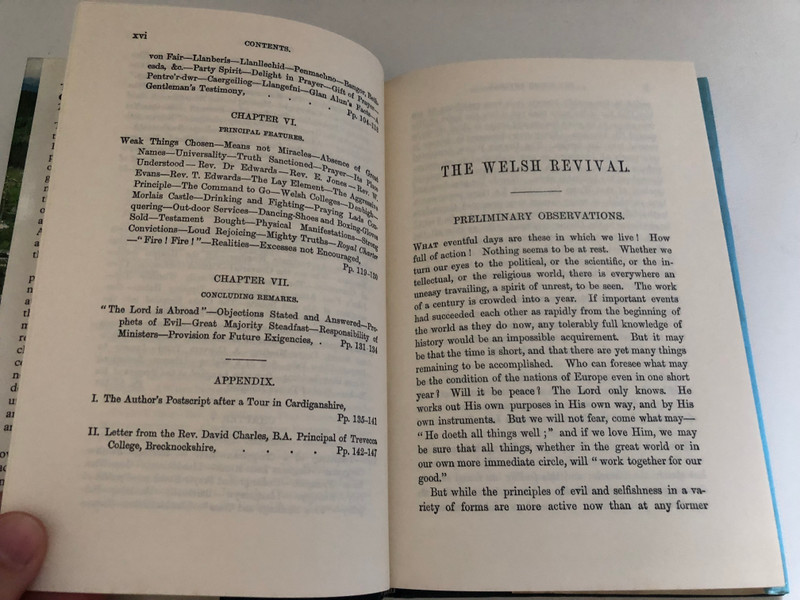 xvi
CONTENTS.
von Fair—Llanberis—Llanllechid—Penmachno—Bangor, Beth-
esda, &c.—Party Spirit—Delight in Prayer—Gift of Prayer—
Pentre'r-dwr—Caergeiliog—Llangefni—Glan Alun's Facts—A
Gentleman's Testimony, . . . . Pp. 104-118
CHAPTER VI.
PRINCIPAL FEATURES.
Weak Things Chosen—Means not Miracles—Absence of Great
Names—Universality—Truth Sanctioned—Prayer—Its Place
Understood—Rev. Dr Edwards—Rev. E. Jones—Rev. W.
Evans—Rev. T. Edwards—The Lay Element—The Aggressive
Principle—The Command to Go—Welsh Colleges—Denbigh—
Morlais Castle—Drinking and Fighting—Praying Lads Con-
quering—Out-door Services—Dancing-Shoes and Boxing-Gloves
Sold—Testament Bought—Physical Manifestations—Strong
Convictions—Loud Rejoicing—Mighty Truths—Royal Charter
—"Fire! Fire!"—Realities—Excesses not Encouraged,
Pp. 119-130
CHAPTER VII.
CONCLUDING REMARKS.
"The Lord is Abroad"—Objections Stated and Answered—Pro-
phets of Evil—Great Majority Steadfast—Responsibility of
Ministers—Provision for Future Exigencies, . Pp. 131-134
APPENDIX.
I. The Author's Postscript after a Tour in Cardiganshire,
Pp. 135-141
II. Letter from the Rev. David Charles, B.A. Principal of Trevecca
College, Brecknockshire, . . . . Pp. 142-147
THE WELSH REVIVAL.
PRELIMINARY OBSERVATIONS.
WHAT eventful days are these in which we live! How
full of action! Nothing seems to be at rest. Whether we
turn our eyes to the political, or the scientific, or the in-
tellectual, or the religious world, there is everywhere an
uneasy travailing, a spirit of unrest, to be seen. The work
of a century is crowded into a year. If important events
had succeeded each other as rapidly from the beginning of
the world as they do now, any tolerably full knowledge of
history would be an impossible acquirement. But it may
be that the time is short, and that there are yet many things
remaining to be accomplished. Who can foresee what may
be the condition of the nations of Europe even in one short
year? Will it be peace? The Lord only knows. He
works out His own purposes in His own way, and by His
own instruments. But we will not fear, come what may—
"He doeth all things well;" and if we love Him, we may
be sure that all things, whether in the great world or in
our own more immediate circle, will "work together for our
good."
But while the principles of evil and selfishness in a va-
riety of forms are more active now than at any former